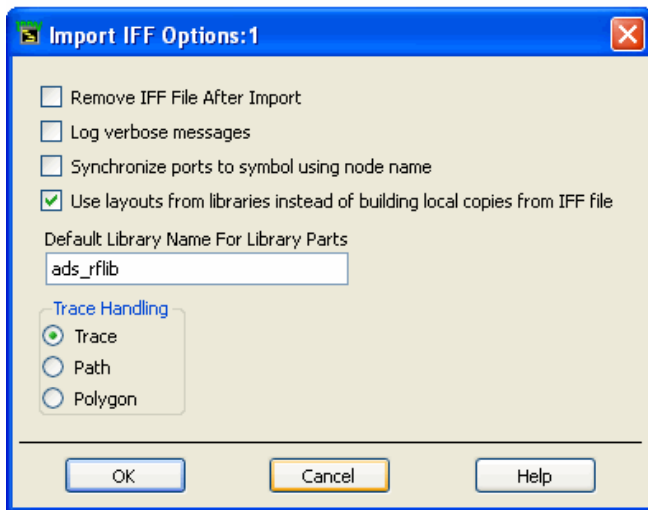 Import IFF Options:1
Remove IFF File After Import
Log verbose messages
Synchronize ports to symbol using node name
Use layouts from libraries instead of building local copies from IFF file
Default Library Name For Library Parts
ads_rflib
Trace Handling
Trace
Path
Polygon
OK Cancel Help